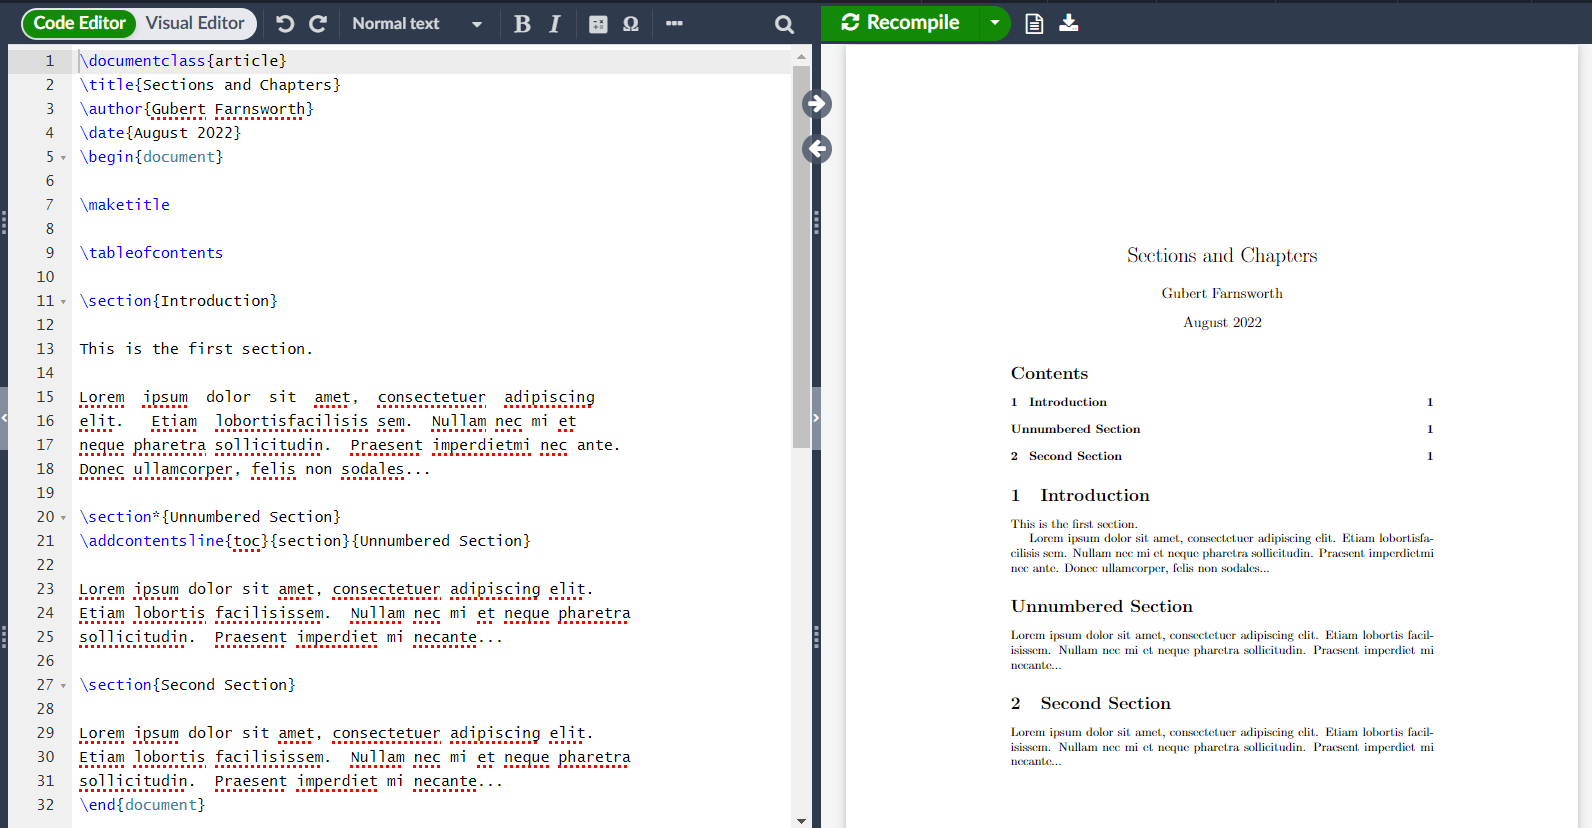 Code Editor Visual Editor Normal text B I Ω Recompile
1 \documentclass{article}
2 \title{Sections and Chapters}
3 \author{Gubert Farnsworth}
4 \date{August 2022}
5 \begin{document}
6
7 \maketitle
8
9 \tableofcontents
10
11 \section{Introduction}
12
13 This is the first section.
14
15 Lorem  ipsum  dolor  sit  amet,  consectetuer  adipiscing
16 elit.   Etiam  lobortisfacilisis sem.  Nullam nec mi et
17 neque pharetra sollicitudin.  Praesent imperdietmi nec ante.
18 Donec ullamcorper, felis non sodales...
19
20 \section*{Unnumbered Section}
21 \addcontentsline{toc}{section}{Unnumbered Section}
22
23 Lorem ipsum dolor sit amet, consectetuer adipiscing elit.
24 Etiam lobortis facilisissem.  Nullam nec mi et neque pharetra
25 sollicitudin.  Praesent imperdiet mi necante...
26
27 \section{Second Section}
28
29 Lorem ipsum dolor sit amet, consectetuer adipiscing elit.
30 Etiam lobortis facilisissem.  Nullam nec mi et neque pharetra
31 sollicitudin.  Praesent imperdiet mi necante...
32 \end{document}
Sections and Chapters
Gubert Farnsworth
August 2022
Contents
1 Introduction 1
Unnumbered Section 1
2 Second Section 1
1 Introduction
This is the first section.
Lorem ipsum dolor sit amet, consectetuer adipiscing elit. Etiam lobortisfa-
cilisis sem. Nullam nec mi et neque pharetra sollicitudin. Praesent imperdietmi
nec ante. Donec ullamcorper, felis non sodales...
Unnumbered Section
Lorem ipsum dolor sit amet, consectetuer adipiscing elit. Etiam lobortis facil-
isissem. Nullam nec mi et neque pharetra sollicitudin. Praesent imperdiet mi
necante...
2 Second Section
Lorem ipsum dolor sit amet, consectetuer adipiscing elit. Etiam lobortis facil-
isissem. Nullam nec mi et neque pharetra sollicitudin. Praesent imperdiet mi
necante...